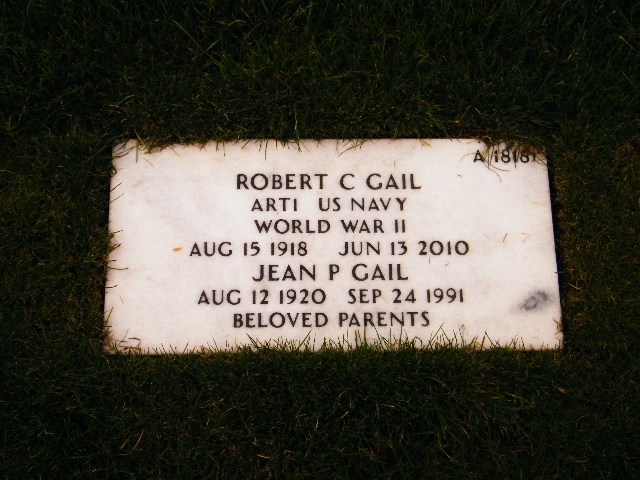 A 18187
ROBERT C GAIL
ART1 US NAVY
WORLD WAR II
AUG 15 1918 JUN 13 2010
JEAN P GAIL
AUG 12 1920 SEP 24 1991
BELOVED PARENTS